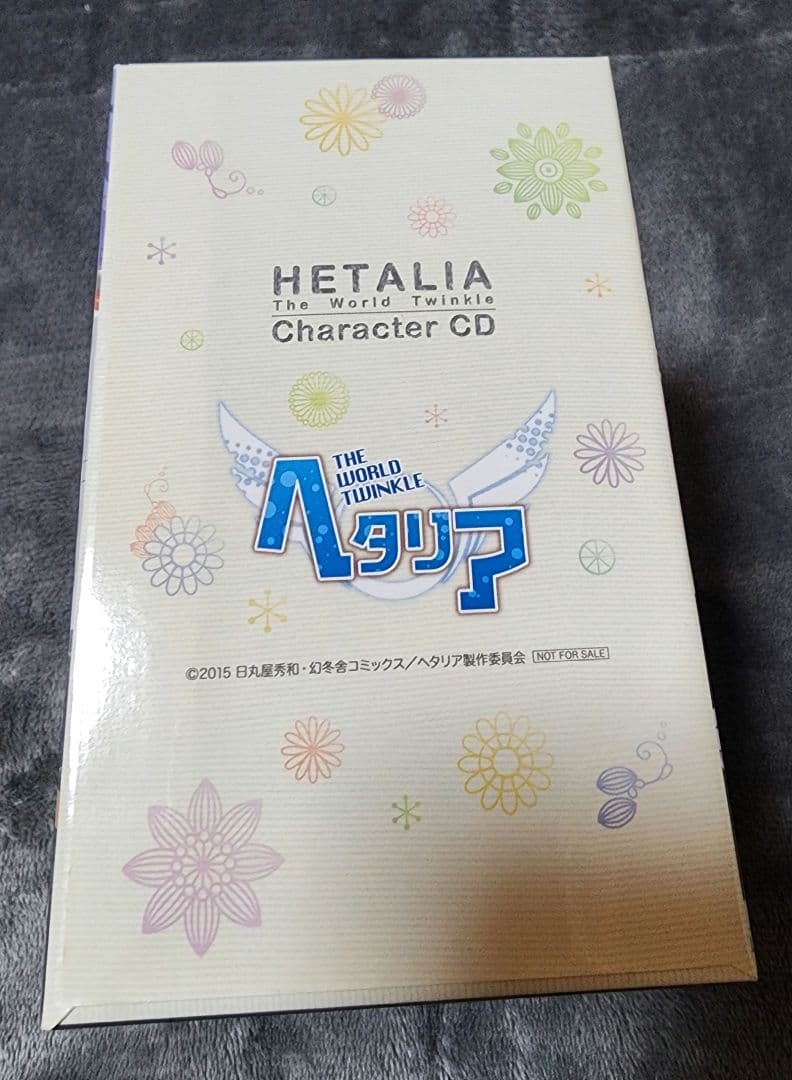 HETALIA
The World Twinkle
Character CD
THE
WORLD
TWINKLE
ヘタリア
©2015 日丸屋秀和・幻冬舎コミックス/ヘタリア製作委員会 NOT FOR SALE